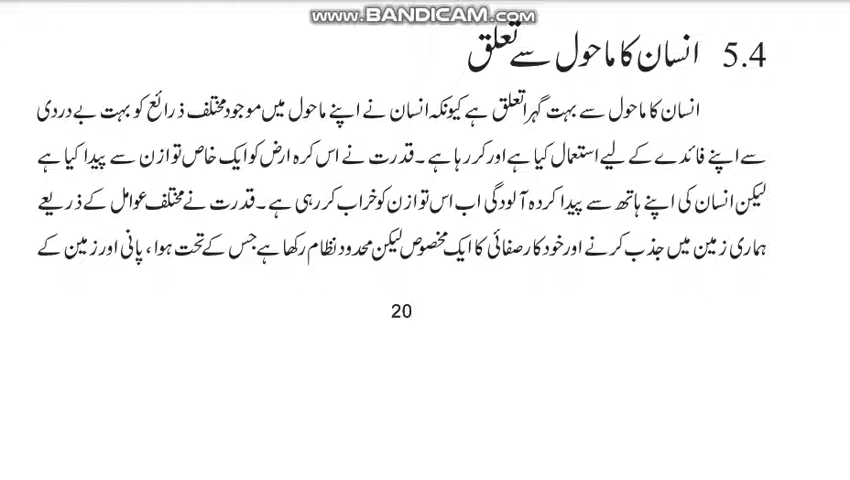 www.BANDICAM.com
5.4 انسان کا ماحول سے تعلق
انسان کا ماحول سے بہت گہرا تعلق ہے کیونکہ انسان نے اپنے ماحول میں موجود مختلف ذرائع کو بہت بے دردی
سے اپنے فائدے کے لیے استعمال کیا ہے اور کر رہا ہے۔ قدرت نے اس کرہ ارض کو ایک خاص توازن سے پیدا کیا ہے
لیکن انسان کی اپنے ہاتھ سے پیدا کردہ آلودگی اب اس توازن کو خراب کر رہی ہے۔ قدرت نے مختلف عوامل کے ذریعے
ہماری زمین میں جذب کرنے اور خود کار صفائی کا ایک مخصوص لیکن محدود نظام رکھا ہے جس کے تحت ہوا، پانی اور زمین کے
20